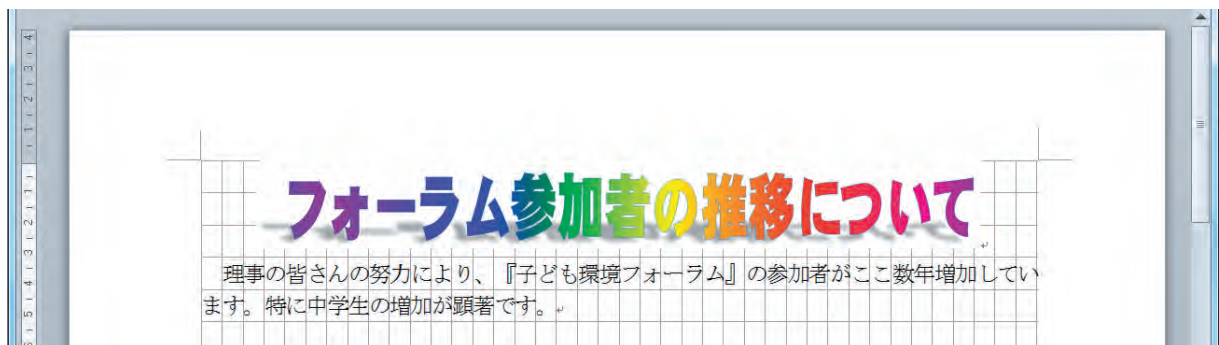 フォーラム参加者の推移について
理事の皆さんの努力により、『子ども環境フォーラム』の参加者がここ数年増加してい
ます。特に中学生の増加が顕著です。